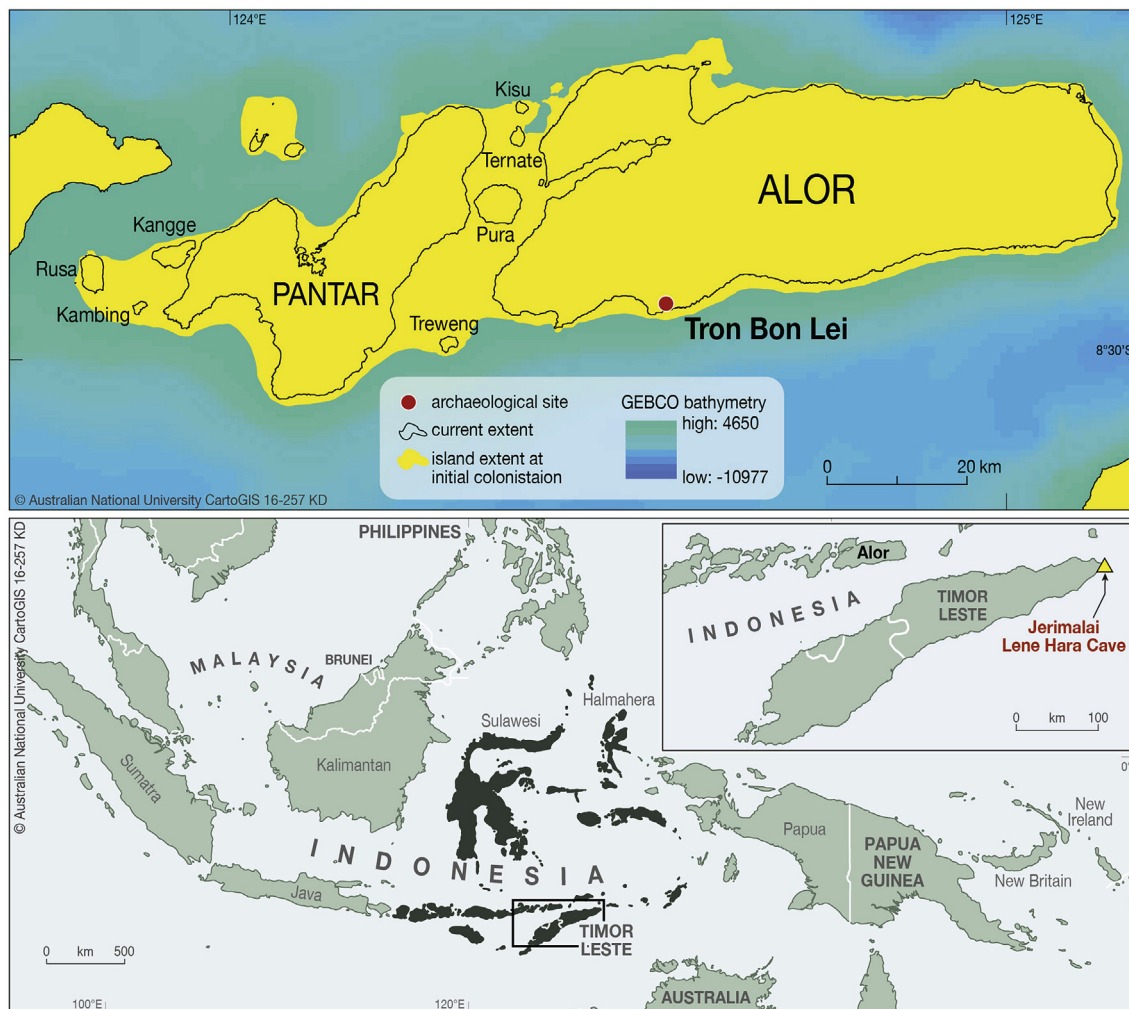 124°E
125°E
Kisu
Ternate
ALOR
Kangge
Pura
Rusa
PANTAR
Kambing
Treweng
Tron Bon Lei
8°30'S
archaeological site
current extent
island extent at
initial colonistaion
GEBCO bathymetry
high: 4650
low: -10977
0 20 km
© Australian National University CartoGIS 16-257 KD
© Australian National University CartoGIS 16-257 KD
PHILIPPINES
MALAYSIA
BRUNEI
Halmahera
Sulawesi
Kalimantan
Sumatra
INDONESIA
Java
TIMOR
LESTE
Papua
PAPUA
NEW
GUINEA
New
Ireland
New Britain
AUSTRALIA
0 km 500
100°E
120°E
Alor
INDONESIA
TIMOR
LESTE
Jerimalai
Lene Hara Cave
0 km 100